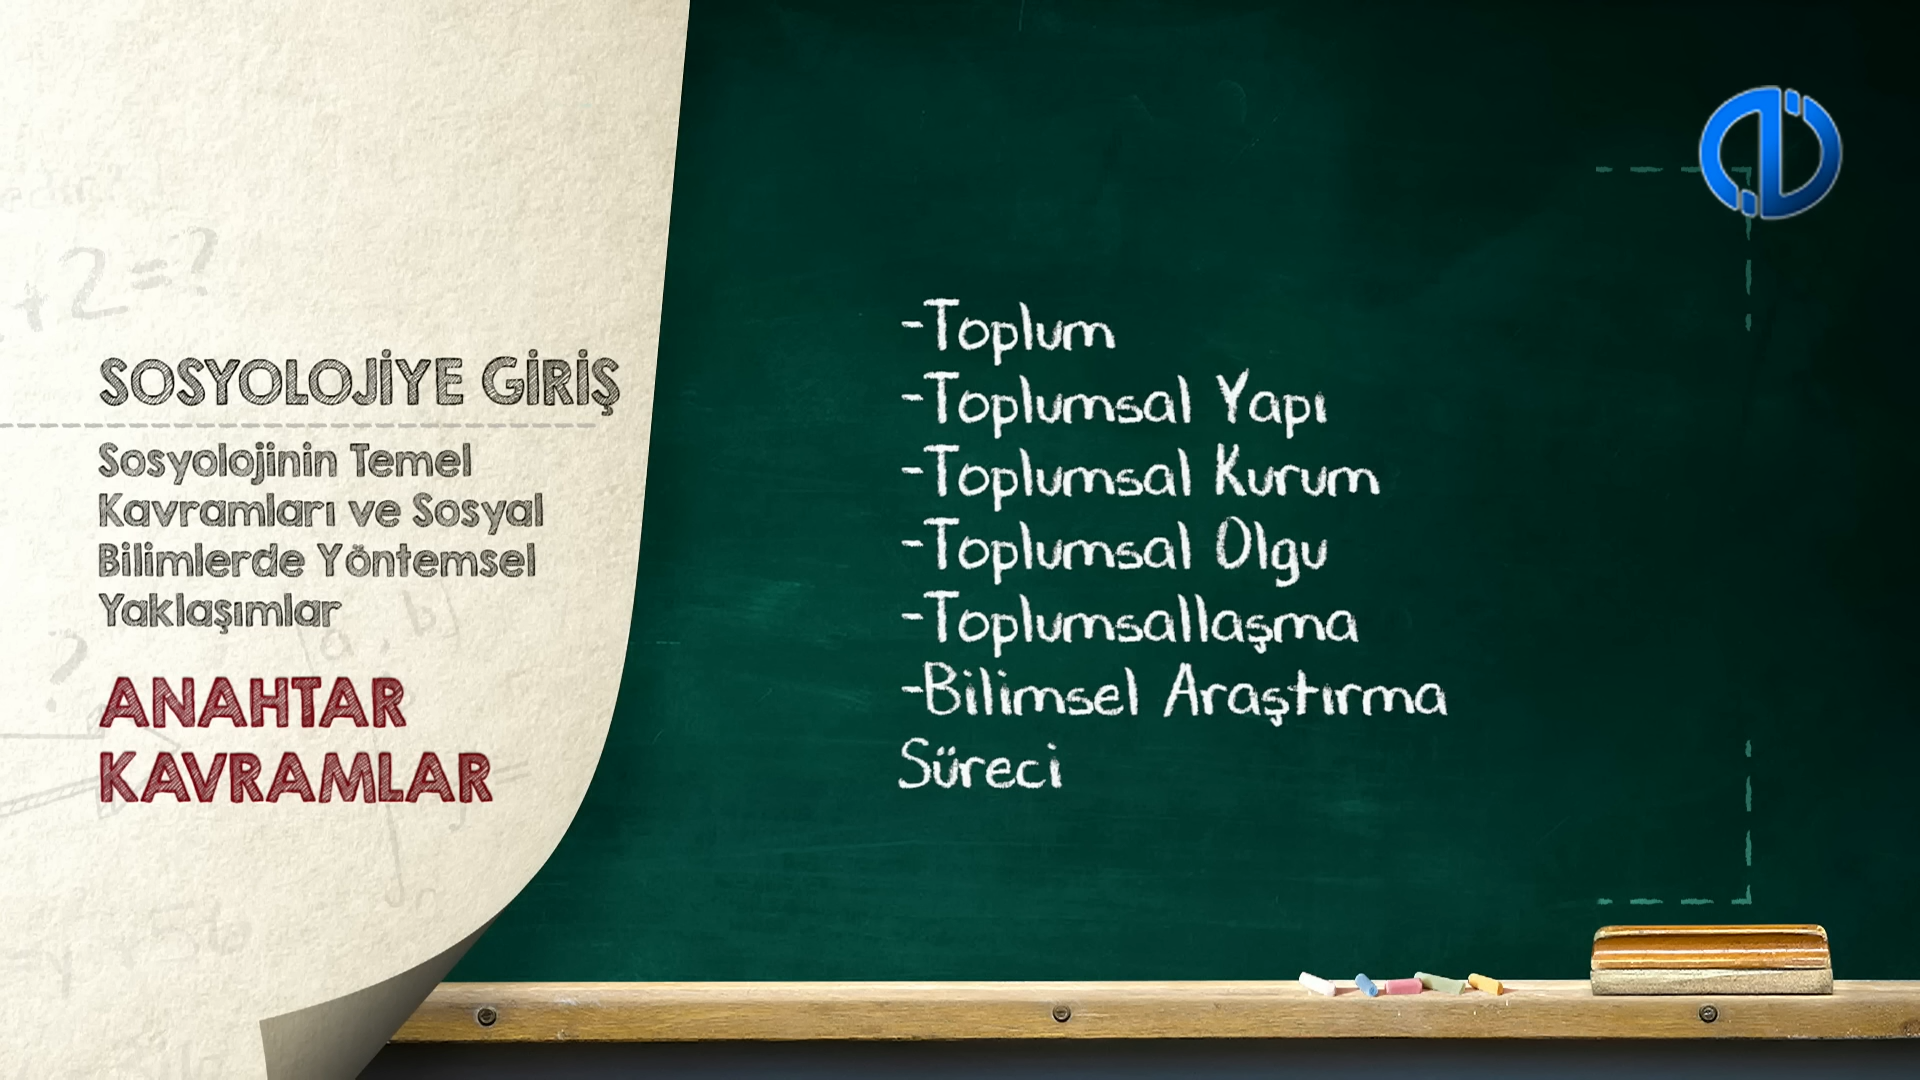 SOSYOLOJİYE GİRİŞ
Sosyolojinin Temel
Kavramları ve Sosyal
Bilimlerde Yöntemsel
Yaklaşımlar
ANAHTAR
KAVRAMLAR
-Toplum
-Toplumsal Yapı
-Toplumsal Kurum
-Toplumsal Olgu
-Toplumsallaşma
-Bilimsel Araştırma
Süreci